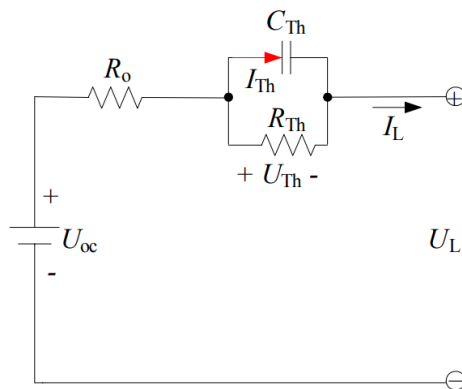 C_Th
R_o
I_Th
R_Th
I_L
+ U_Th -
+
U_oc
U_L
-